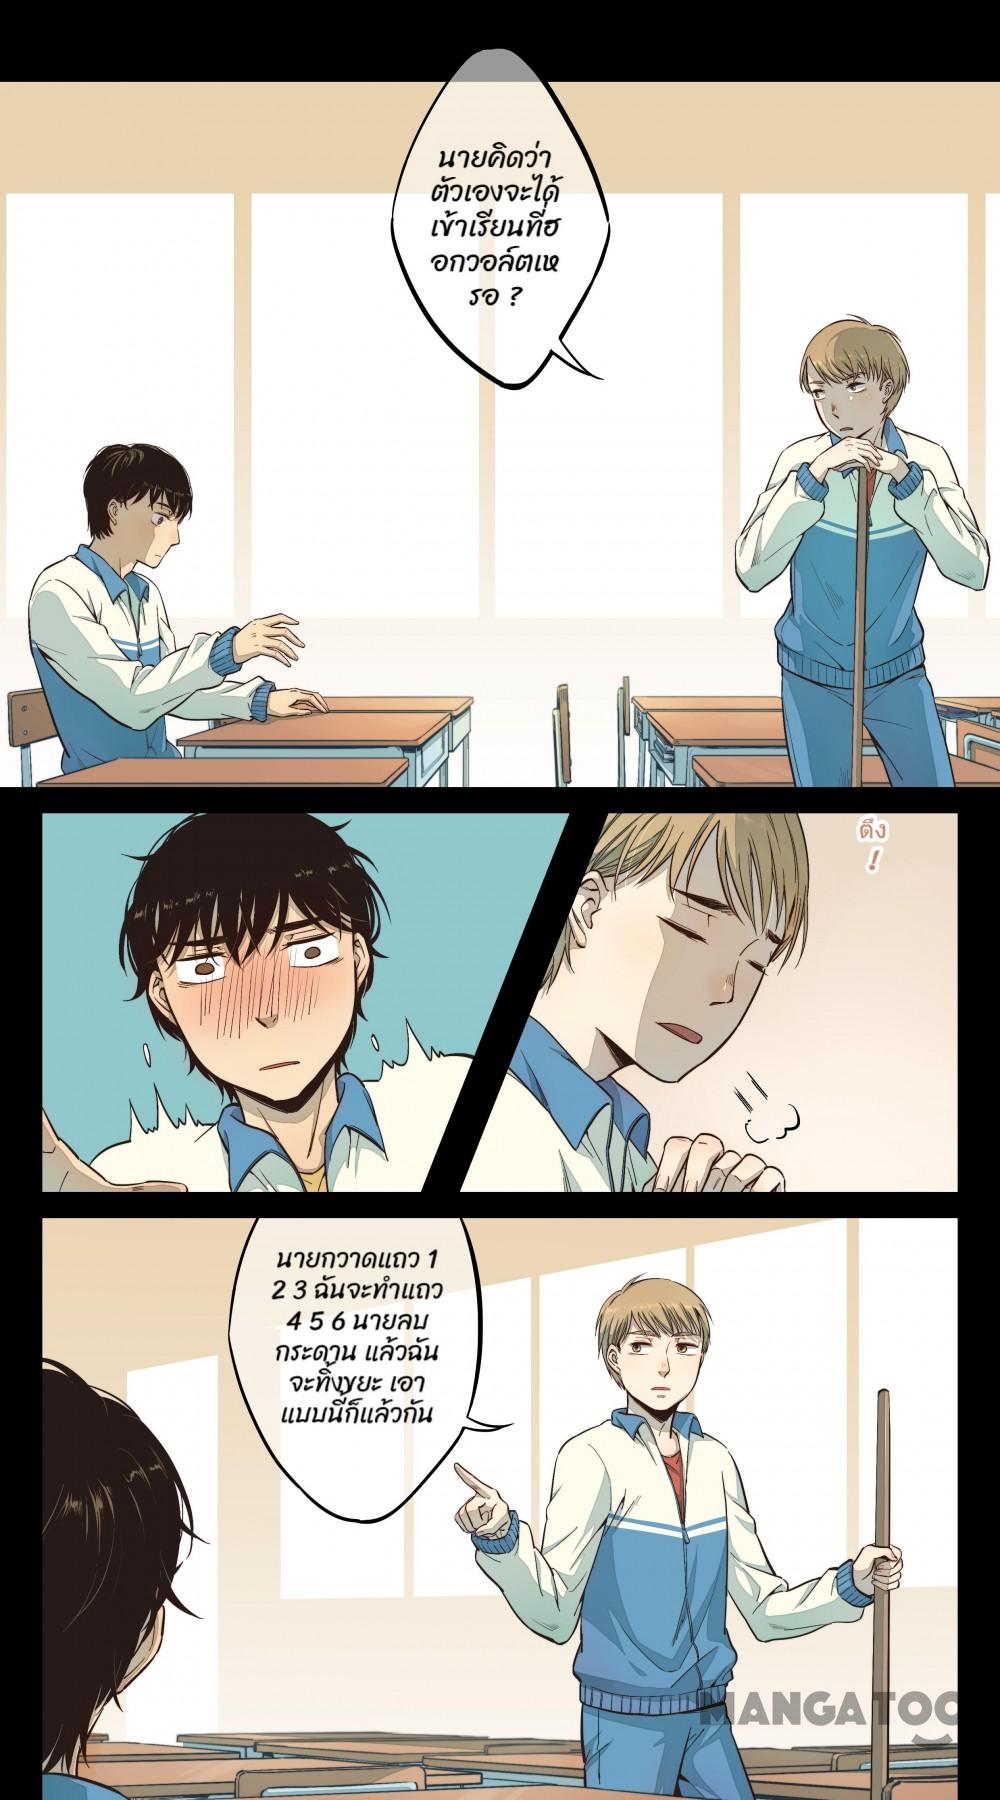 นายคิดว่า
ตัวเองจะได้
เข้าเรียนที่ฮ
อกวอล์ตเห
รอ ?
ตึง
!
นายกวาดแถว 1
2 3 ฉันจะทำแถว
4 5 6 นายลบ
กระดาน แล้วฉัน
จะทิ้งขยะ เอา
แบบนี้ก็แล้วกัน
MANGATOO